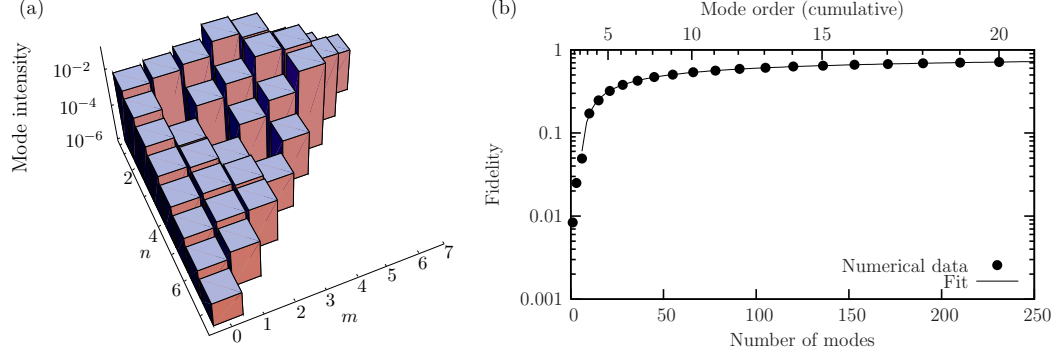 (a)
Mode intensity
10⁻²
10⁻⁴
10⁻⁶
2
4
6
n
0
1
2
3
4
5
6
7
m
(b)
Mode order (cumulative)
5
10
15
20
1
0.1
0.01
0.001
Fidelity
Numerical data
Fit
0
50
100
150
200
250
Number of modes